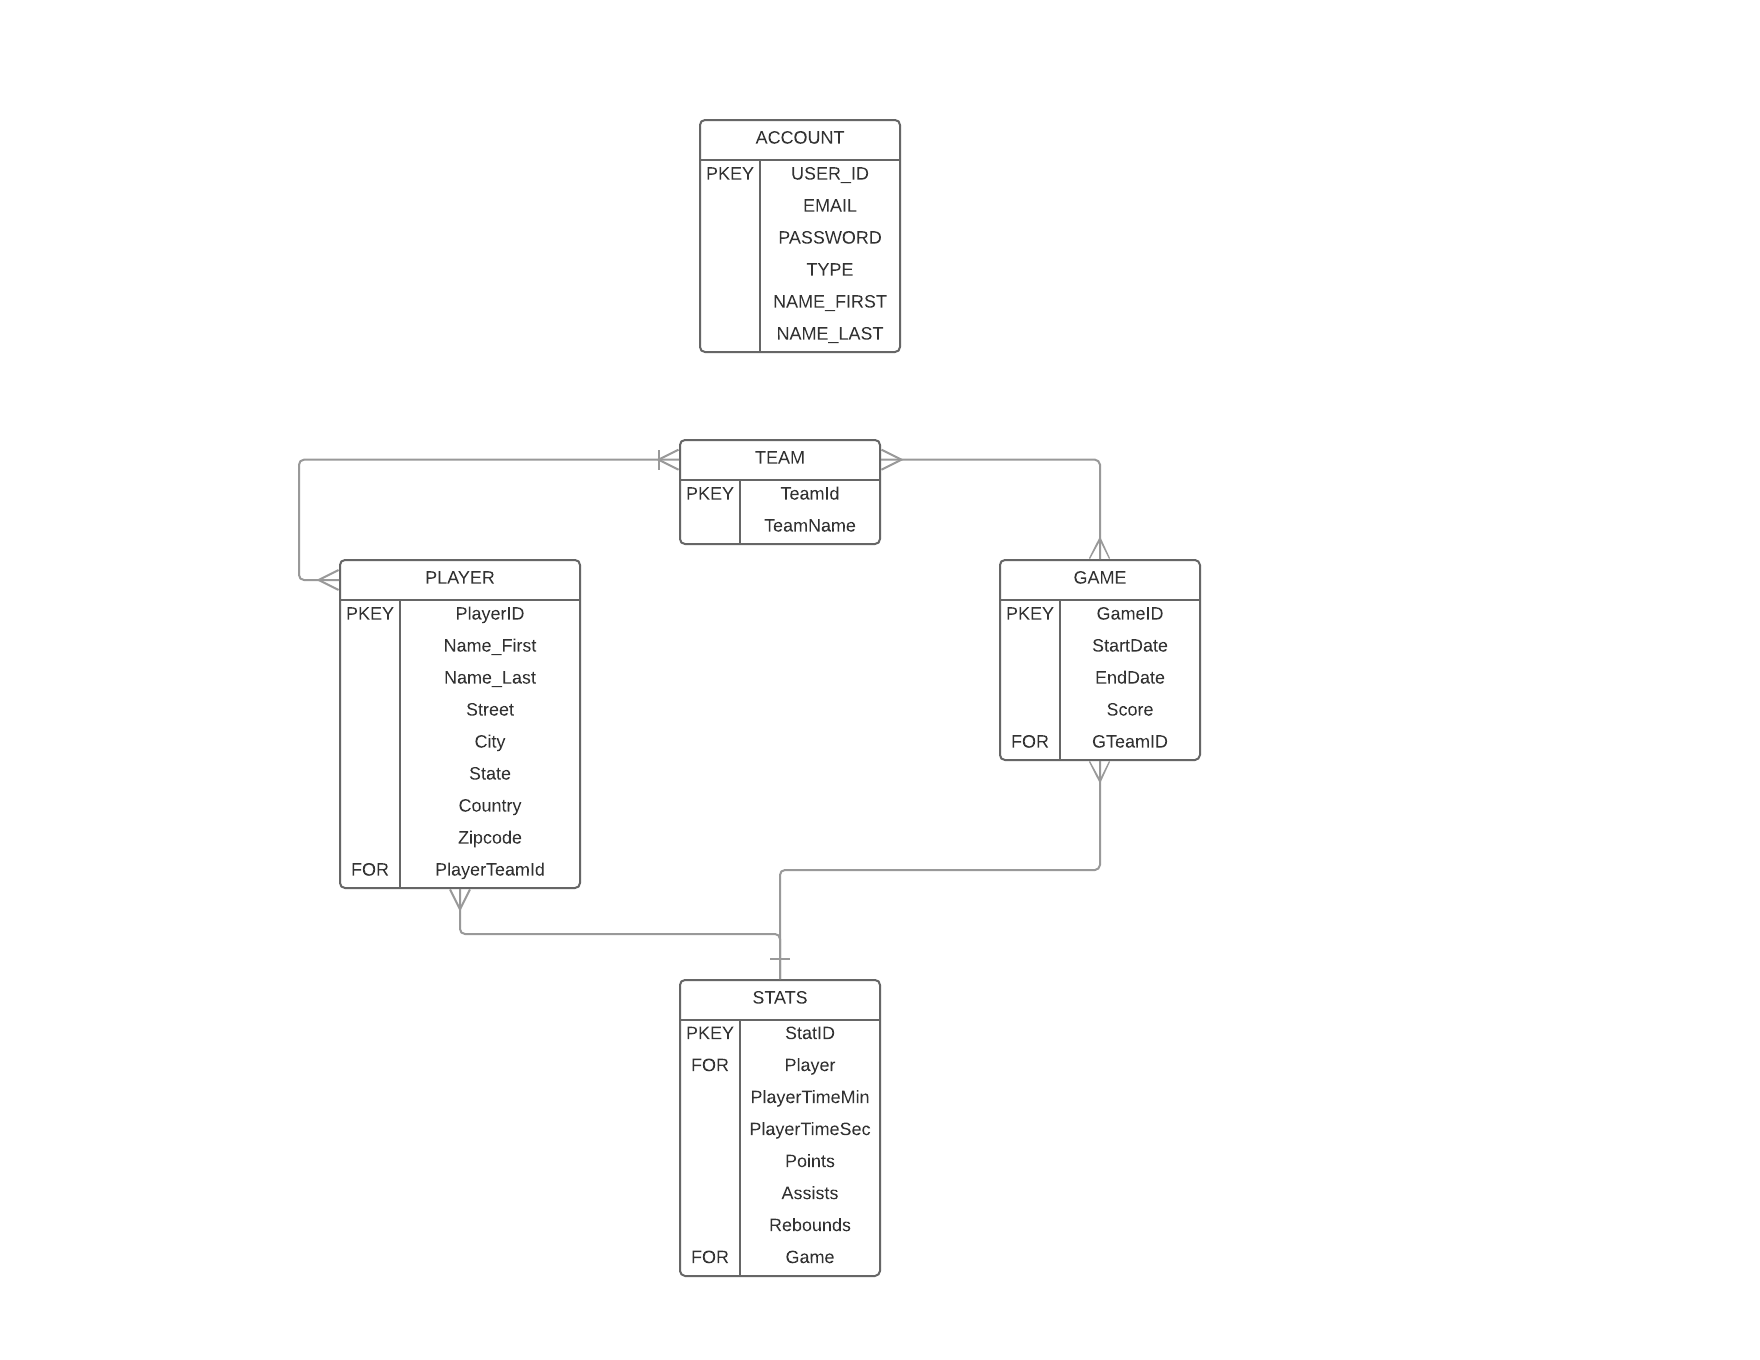 ACCOUNT
PKEY USER_ID
EMAIL
PASSWORD
TYPE
NAME_FIRST
NAME_LAST
TEAM
PKEY TeamId
TeamName
PLAYER
PKEY PlayerID
Name_First
Name_Last
Street
City
State
Country
Zipcode
FOR PlayerTeamId
GAME
PKEY GameID
StartDate
EndDate
Score
FOR GTeamID
STATS
PKEY StatID
FOR Player
PlayerTimeMin
PlayerTimeSec
Points
Assists
Rebounds
FOR Game